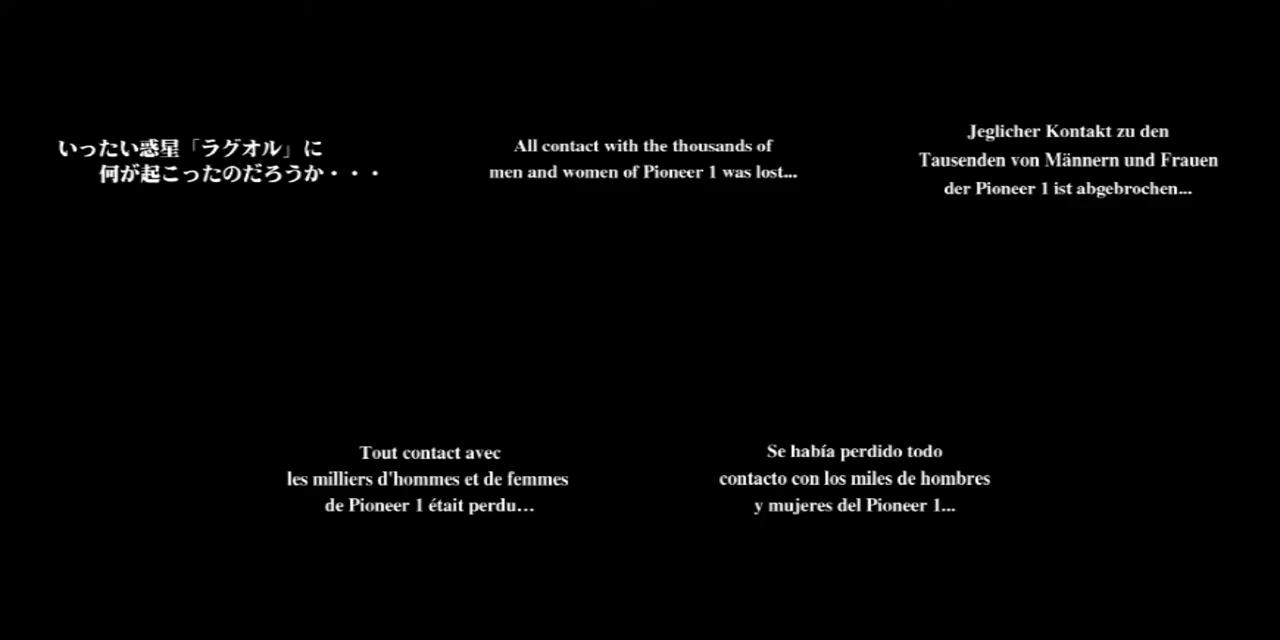 いったい惑星「ラグオル」に
何が起こったのだろうか・・・
All contact with the thousands of
men and women of Pioneer 1 was lost...
Jeglicher Kontakt zu den
Tausenden von Männern und Frauen
der Pioneer 1 ist abgebrochen...
Tout contact avec
les milliers d'hommes et de femmes
de Pioneer 1 était perdu…
Se había perdido todo
contacto con los miles de hombres
y mujeres del Pioneer 1...